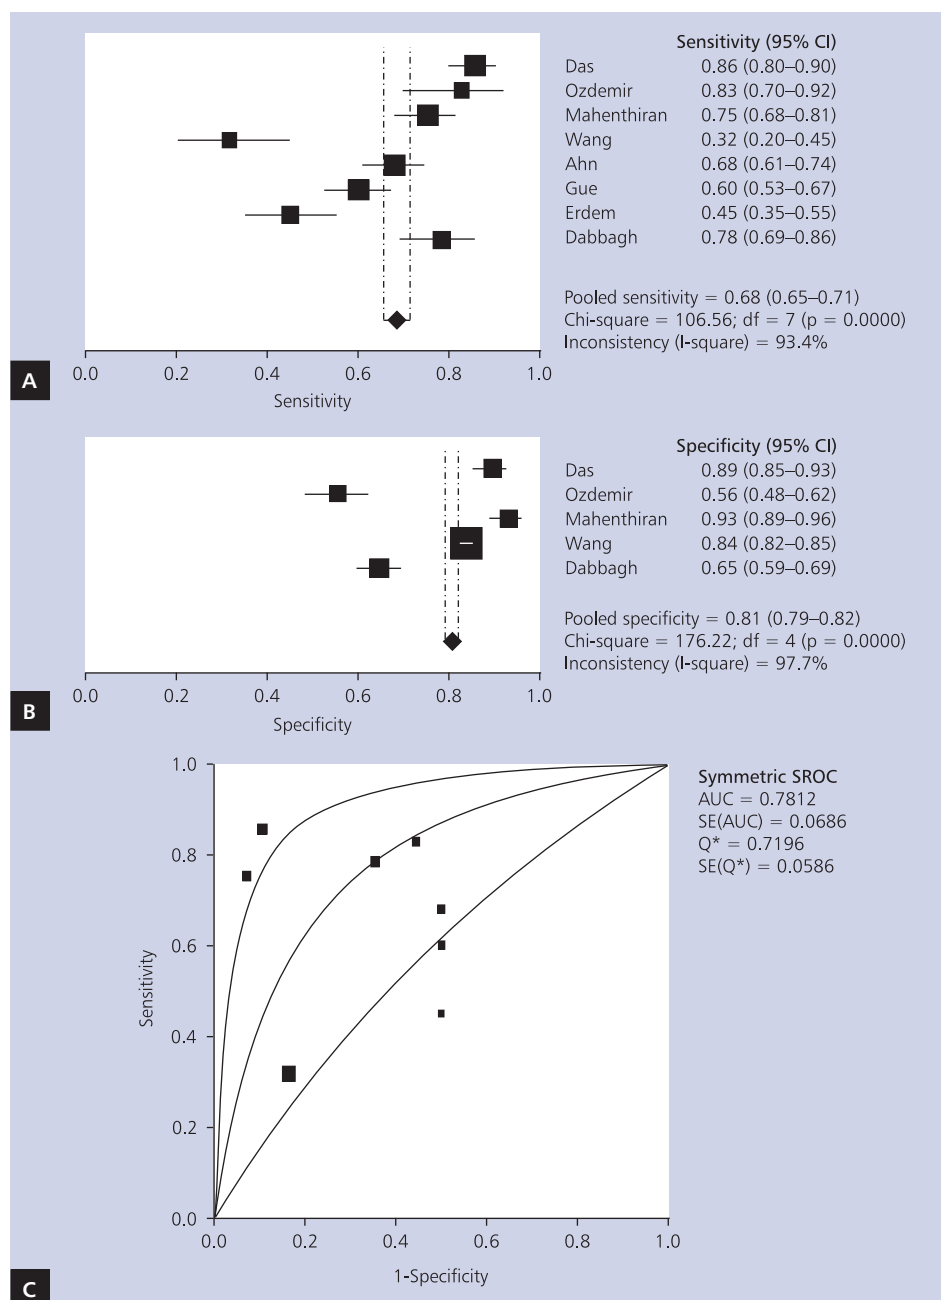 Sensitivity (95% CI)
Das 0.86 (0.80–0.90)
Ozdemir 0.83 (0.70–0.92)
Mahenthiran 0.75 (0.68–0.81)
Wang 0.32 (0.20–0.45)
Ahn 0.68 (0.61–0.74)
Gue 0.60 (0.53–0.67)
Erdem 0.45 (0.35–0.55)
Dabbagh 0.78 (0.69–0.86)
Pooled sensitivity = 0.68 (0.65–0.71)
Chi-square = 106.56; df = 7 (p = 0.0000)
Inconsistency (I-square) = 93.4%
0.0 0.2 0.4 0.6 0.8 1.0
Sensitivity
A
Specificity (95% CI)
Das 0.89 (0.85–0.93)
Ozdemir 0.56 (0.48–0.62)
Mahenthiran 0.93 (0.89–0.96)
Wang 0.84 (0.82–0.85)
Dabbagh 0.65 (0.59–0.69)
Pooled specificity = 0.81 (0.79–0.82)
Chi-square = 176.22; df = 4 (p = 0.0000)
Inconsistency (I-square) = 97.7%
0.0 0.2 0.4 0.6 0.8 1.0
Specificity
B
Symmetric SROC
AUC = 0.7812
SE(AUC) = 0.0686
Q* = 0.7196
SE(Q*) = 0.0586
1.0
0.8
0.6
0.4
0.2
0.0
Sensitivity
0.0 0.2 0.4 0.6 0.8 1.0
1-Specificity
C